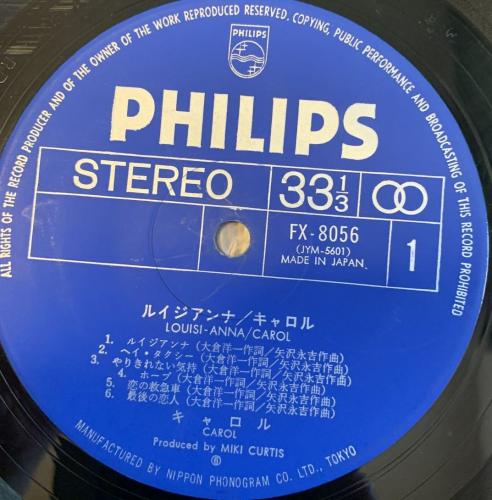 ALL RIGHTS OF THE RECORD PRODUCER AND OF THE OWNER OF THE WORK REPRODUCED RESERVED. COPYING, PUBLIC PERFORMANCE AND BROADCASTING OF THIS RECORD PROHIBITED
PHILIPS
PHILIPS
STEREO
33 1/3
FX-8056
(JYM-5601)
MADE IN JAPAN
1
ルイジアンナ/キャロル
LOUISI-ANNA/CAROL
1. ルイジアンナ(大倉洋一作詞/矢沢永吉作曲)
2. ヘイ・タクシー(大倉洋一作詞/矢沢永吉作曲)
3. やりきれない気持(大倉洋一作詞/矢沢永吉作曲)
4. ホープ(大倉洋一作詞/矢沢永吉作曲)
5. 恋の救急車(大倉洋一作詞/矢沢永吉作曲)
6. 最後の恋人(大倉洋一作詞/矢沢永吉作曲)
キャロル
CAROL
Produced by MIKI CURTIS
Ⓟ
MANUFACTURED BY NIPPON PHONOGRAM CO. LTD., TOKYO